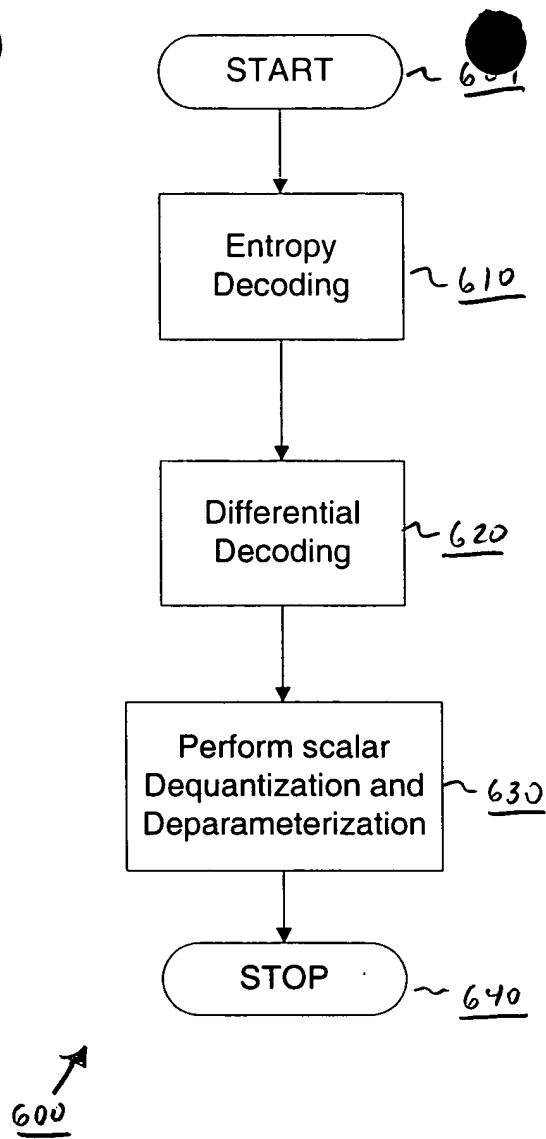 START
Entropy
Decoding
610
Differential
Decoding
620
Perform scalar
Dequantization and
Deparameterization
630
STOP
640
600